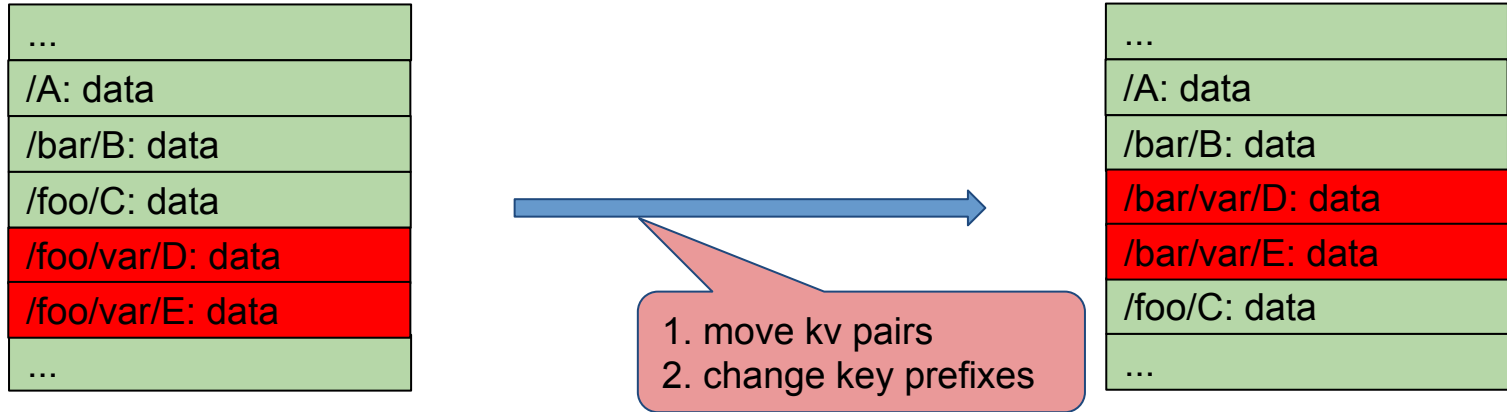 ...
/A: data
/bar/B: data
/foo/C: data
/foo/var/D: data
/foo/var/E: data
...
1. move kv pairs
2. change key prefixes
...
/A: data
/bar/B: data
/bar/var/D: data
/bar/var/E: data
/foo/C: data
...